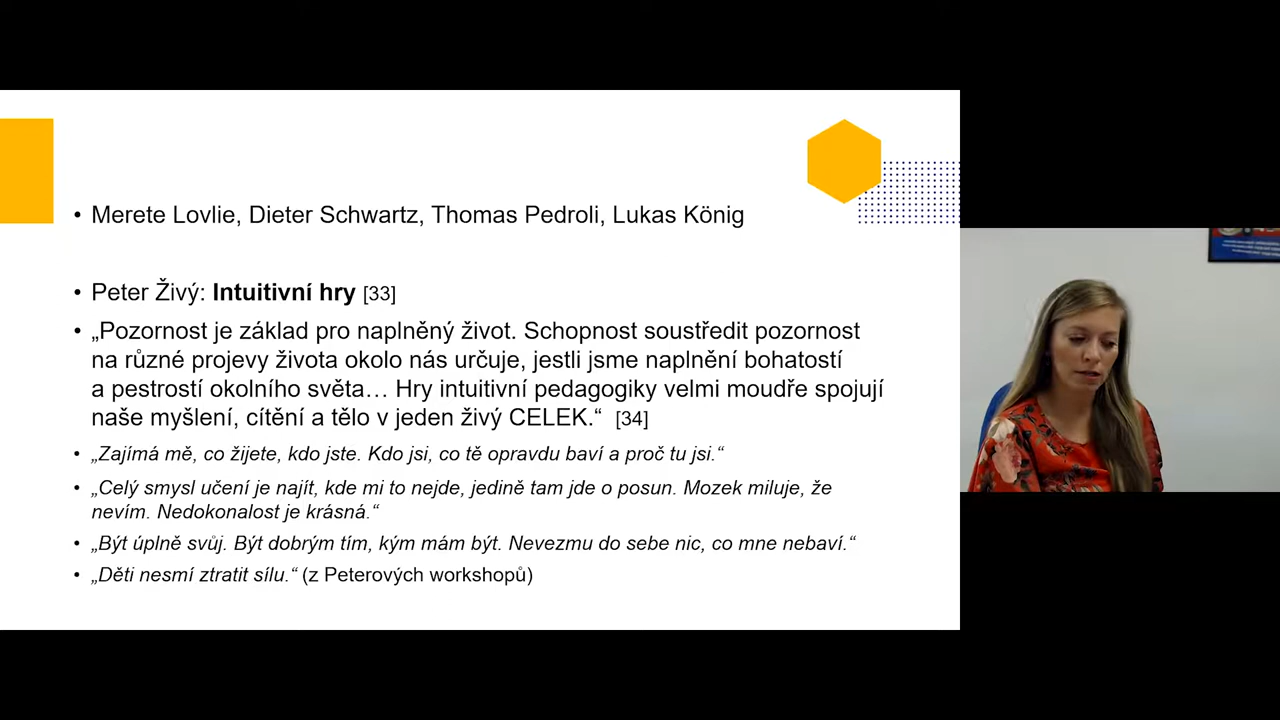 • Merete Lovlie, Dieter Schwartz, Thomas Pedroli, Lukas König
• Peter Živý: Intuitivní hry [33]
• „Pozornost je základ pro naplněný život. Schopnost soustředit pozornost
na různé projevy života okolo nás určuje, jestli jsme naplnění bohatostí
a pestrostí okolního světa… Hry intuitivní pedagogiky velmi moudře spojují
naše myšlení, cítění a tělo v jeden živý CELEK.“ [34]
• „Zajímá mě, co žijete, kdo jste. Kdo jsi, co tě opravdu baví a proč tu jsi.“
• „Celý smysl učení je najít, kde mi to nejde, jedině tam jde o posun. Mozek miluje, že
nevím. Nedokonalost je krásná.“
• „Být úplně svůj. Být dobrým tím, kým mám být. Nevezmu do sebe nic, co mne nebaví.“
• „Děti nesmí ztratit sílu.“ (z Peterových workshopů)